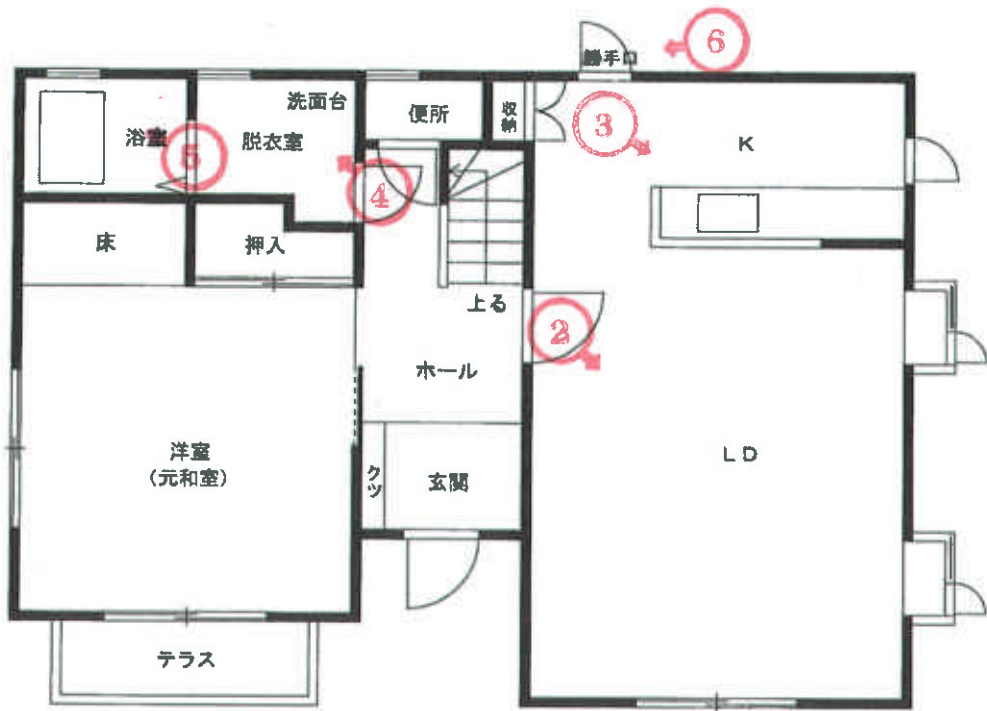 6
勝手口
洗面台
便所
収納
3
浴室
脱衣室
K
5
4
床
押入
上る
2
ホール
洋室
(元和室)
クツ
玄関
LD
テラス